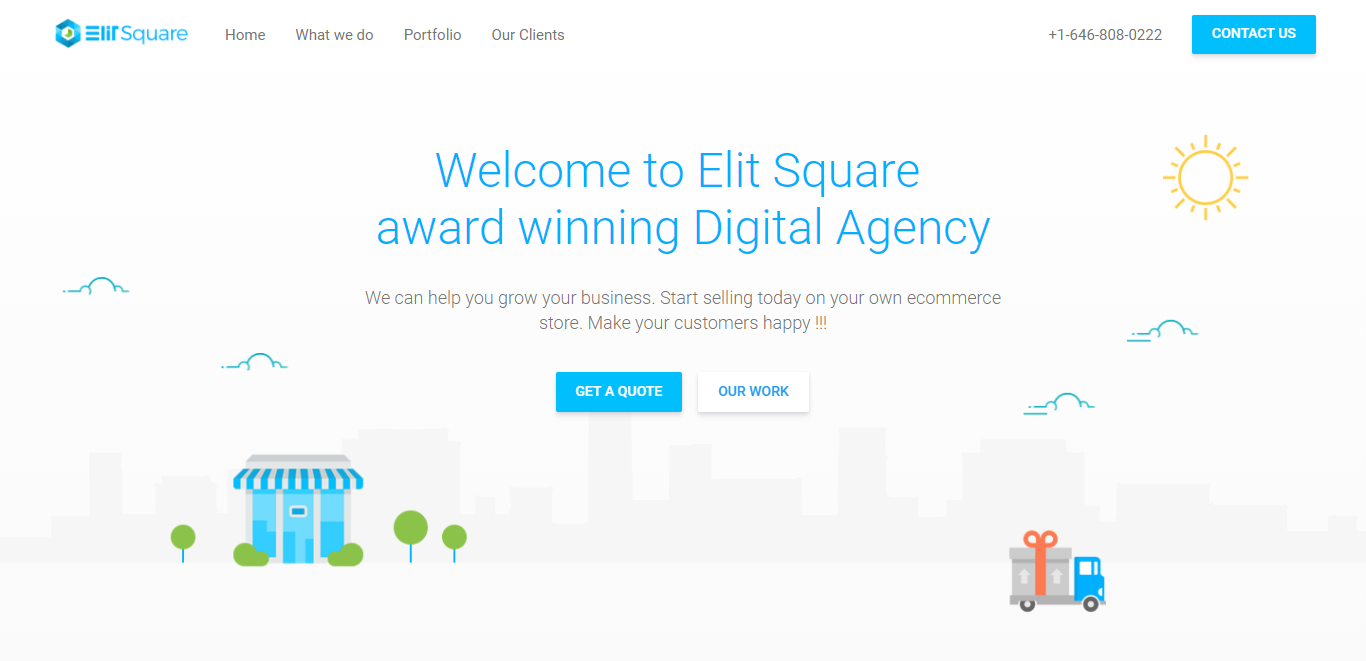 Elit Square
Home
What we do
Portfolio
Our Clients
+1-646-808-0222
CONTACT US
Welcome to Elit Square
award winning Digital Agency
We can help you grow your business. Start selling today on your own ecommerce
store. Make your customers happy !!!
GET A QUOTE
OUR WORK